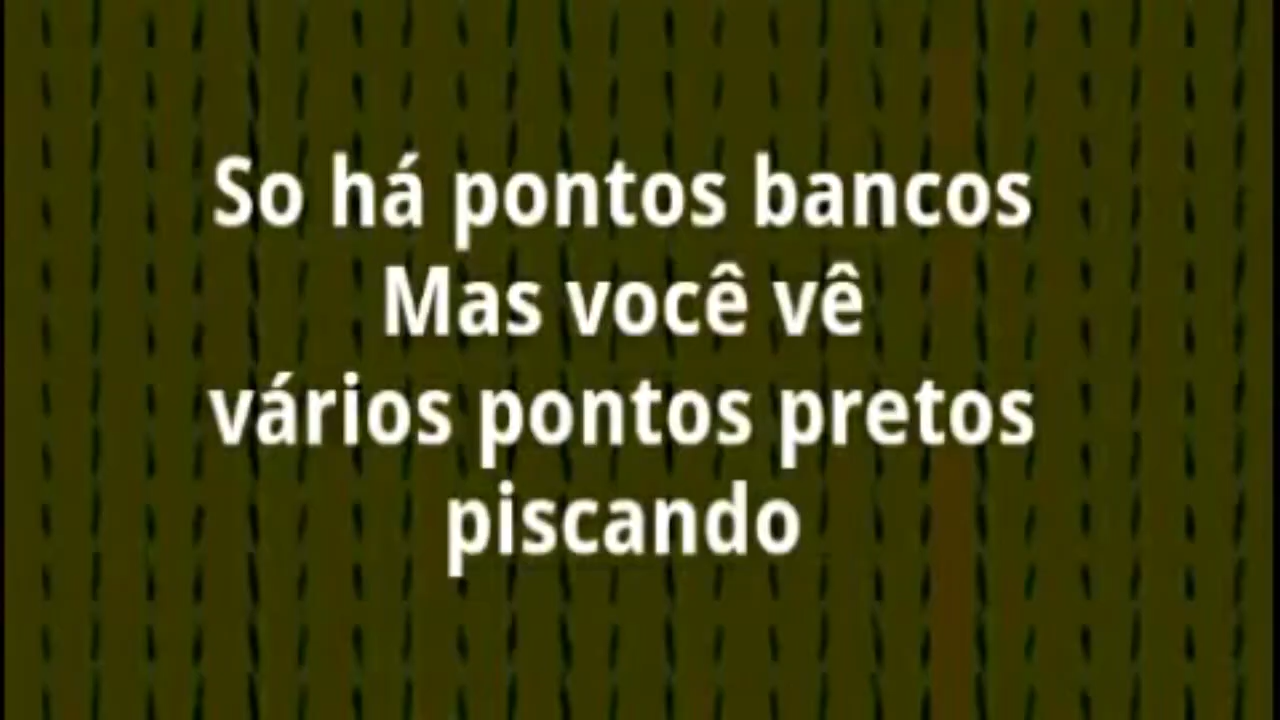 So há pontos bancos
Mas você vê
vários pontos pretos
piscando